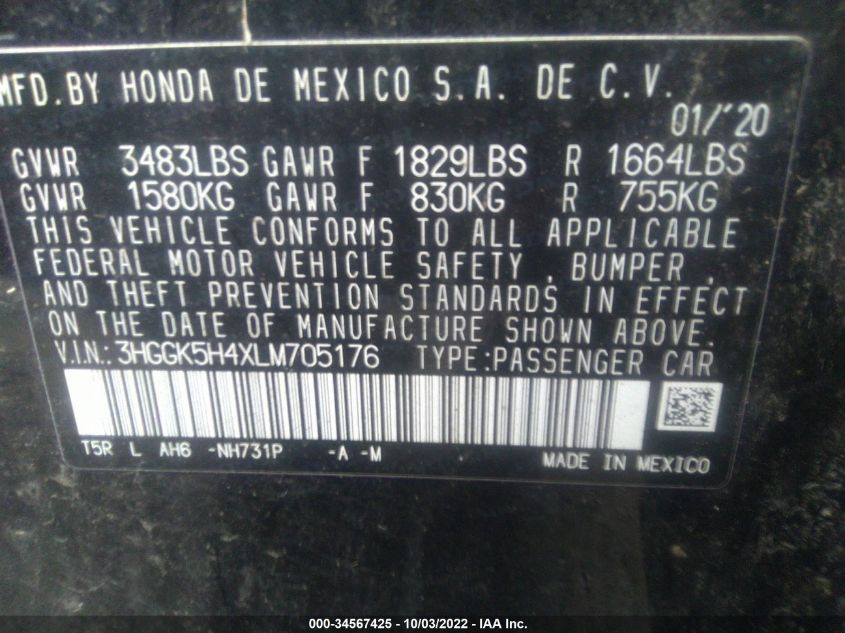 MFD. BY HONDA DE MEXICO S.A. DE C.V.
01/'20
GVWR 3483LBS GAWR F 1829LBS R 1664LBS
GVWR 1580KG GAWR F 830KG R 755KG
THIS VEHICLE CONFORMS TO ALL APPLICABLE
FEDERAL MOTOR VEHICLE SAFETY , BUMPER ,
AND THEFT PREVENTION STANDARDS IN EFFECT
ON THE DATE OF MANUFACTURE SHOWN ABOVE.
V.I.N.: 3HGGK5H4XLM705176 TYPE:PASSENGER CAR
T5R L AH6 -NH731P -A -M
MADE IN MEXICO
000-34567425 - 10/03/2022 - IAA Inc.